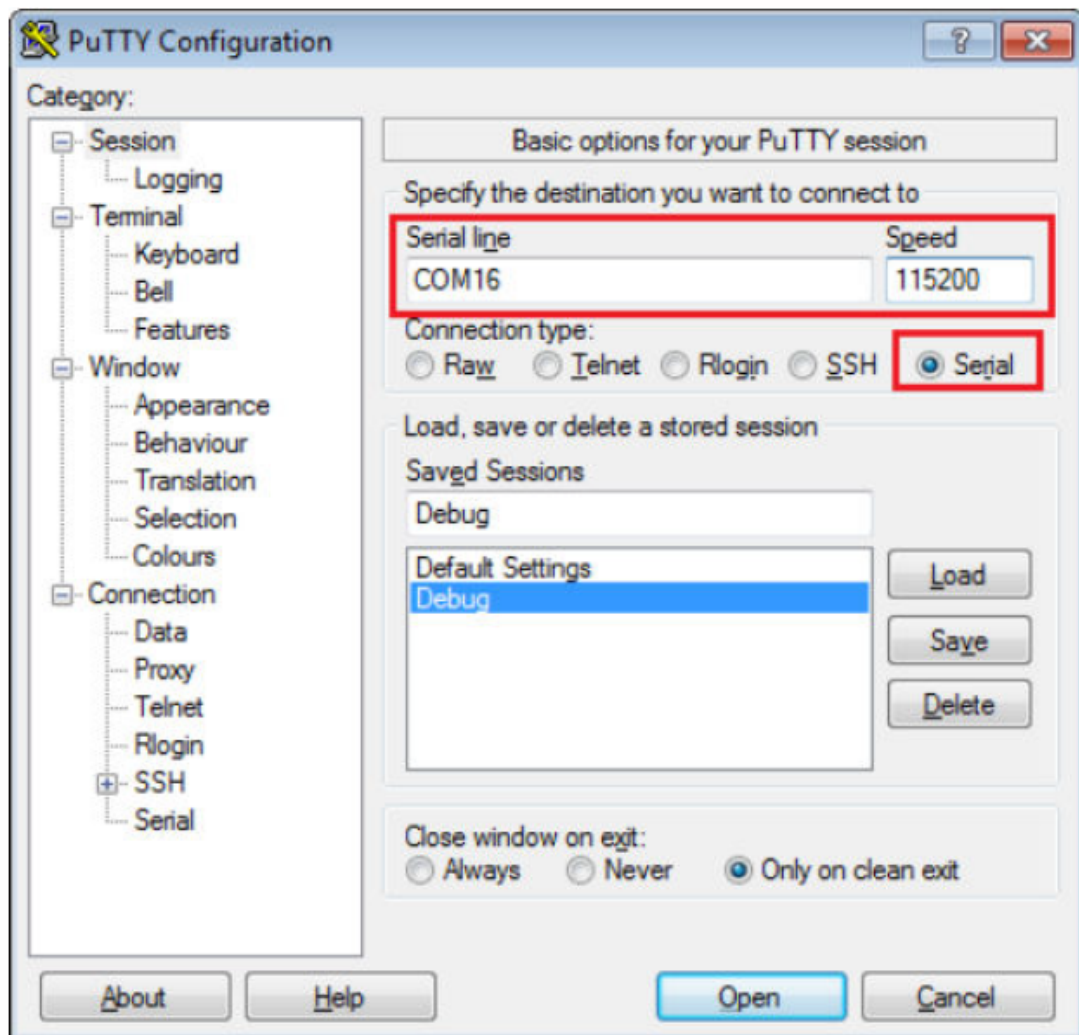 PuTTY Configuration
Category:
Session
Logging
Terminal
Keyboard
Bell
Features
Window
Appearance
Behaviour
Translation
Selection
Colours
Connection
Data
Proxy
Telnet
Rlogin
SSH
Serial
Basic options for your PuTTY session
Specify the destination you want to connect to
Serial line Speed
COM16 115200
Connection type:
Raw Telnet Rlogin SSH Serial
Load, save or delete a stored session
Saved Sessions
Debug
Default Settings
Debug
Load
Save
Delete
Close window on exit:
Always Never Only on clean exit
About Help Open Cancel